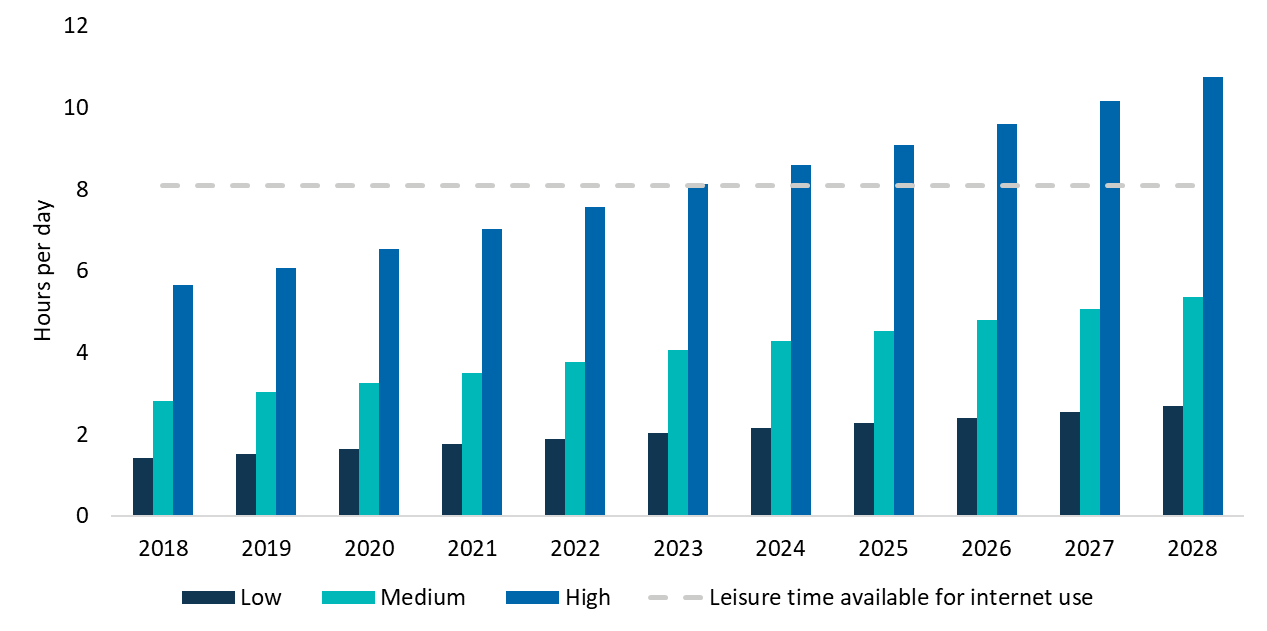 12
10
8
6
4
2
0
Hours per day
2018 2019 2020 2021 2022 2023 2024 2025 2026 2027 2028
Low Medium High Leisure time available for internet use